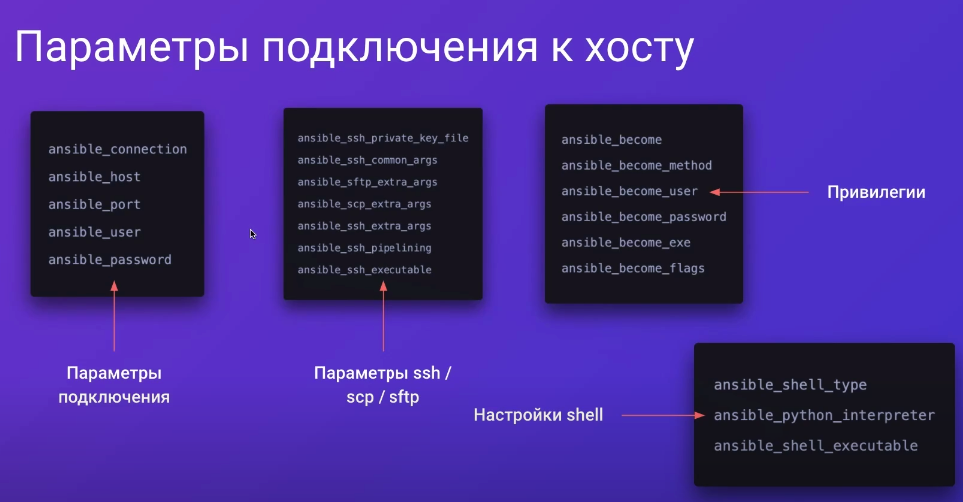 Параметры подключения к хосту
ansible_connection
ansible_host
ansible_port
ansible_user
ansible_password
Параметры
подключения
ansible_ssh_private_key_file
ansible_ssh_common_args
ansible_sftp_extra_args
ansible_scp_extra_args
ansible_ssh_extra_args
ansible_ssh_pipelining
ansible_ssh_executable
Параметры ssh /
scp / sftp
ansible_become
ansible_become_method
ansible_become_user
ansible_become_password
ansible_become_exe
ansible_become_flags
Привилегии
Настройки shell
ansible_shell_type
ansible_python_interpreter
ansible_shell_executable